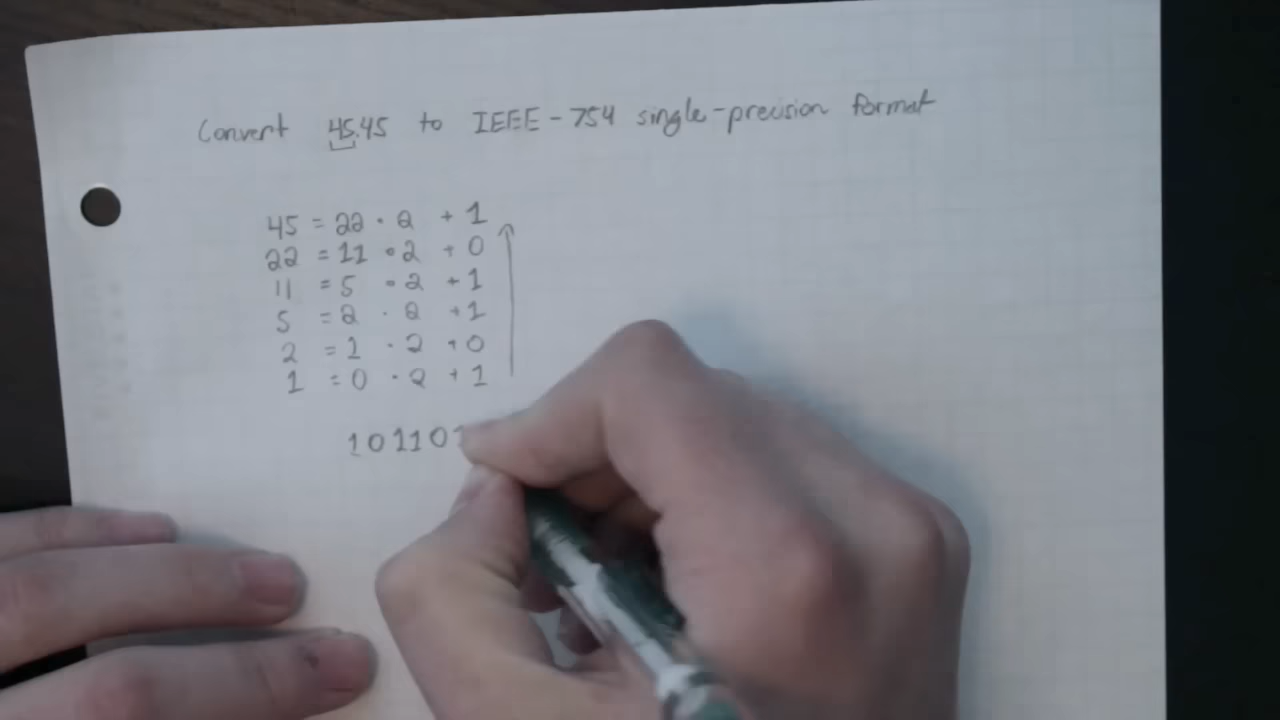 Convert 45.45 to IEEE-754 single-precision format
45 = 22 · 2 + 1
22 = 11 · 2 + 0
11 = 5 · 2 + 1
5 = 2 · 2 + 1
2 = 1 · 2 + 0
1 = 0 · 2 + 1
101101